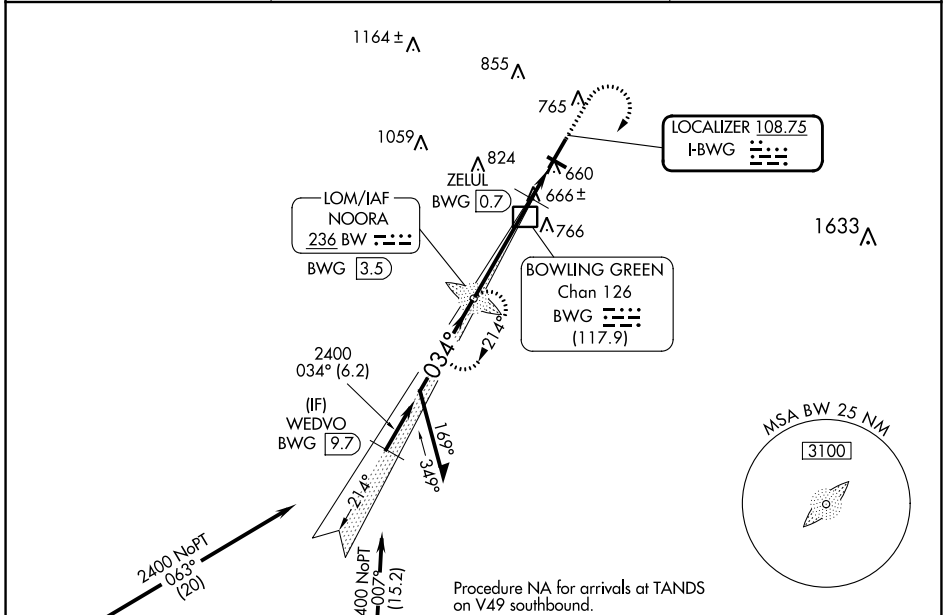 1164 ±
855
765
LOCALIZER 108.75
I-BWG
1059
824
660
ZELUL
BWG 0.7
666 ±
LOM/IAF
NOORA
236 BW
BWG 3.5
766
1633
BOWLING GREEN
Chan 126
BWG
(117.9)
214°
034°
2400
034° (6.2)
(IF)
WEDVO
BWG 9.7
169°
349°
214°
MSA BW 25 NM
3100
2400 NoPT
063°
(20)
400 NoPT
007°
(15.2)
Procedure NA for arrivals at TANDS
on V49 southbound.